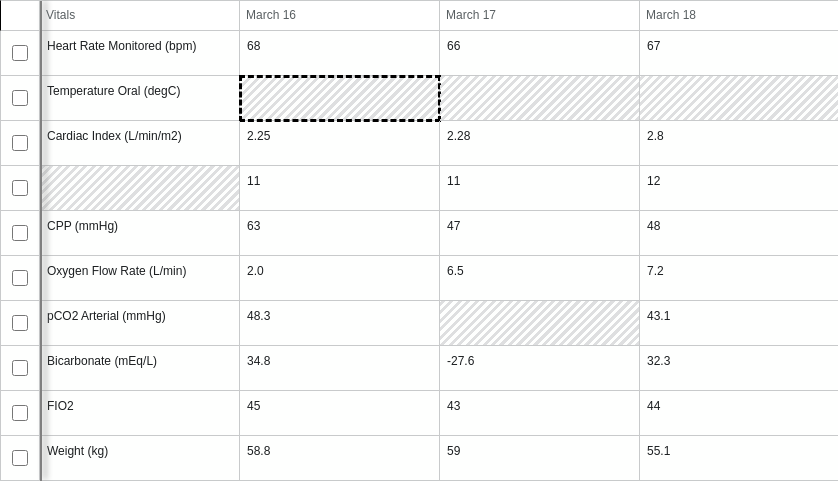 Vitals March 16 March 17 March 18
Heart Rate Monitored (bpm) 68 66 67
Temperature Oral (degC)
Cardiac Index (L/min/m2) 2.25 2.28 2.8
11 11 12
CPP (mmHg) 63 47 48
Oxygen Flow Rate (L/min) 2.0 6.5 7.2
pCO2 Arterial (mmHg) 48.3 43.1
Bicarbonate (mEq/L) 34.8 -27.6 32.3
FIO2 45 43 44
Weight (kg) 58.8 59 55.1